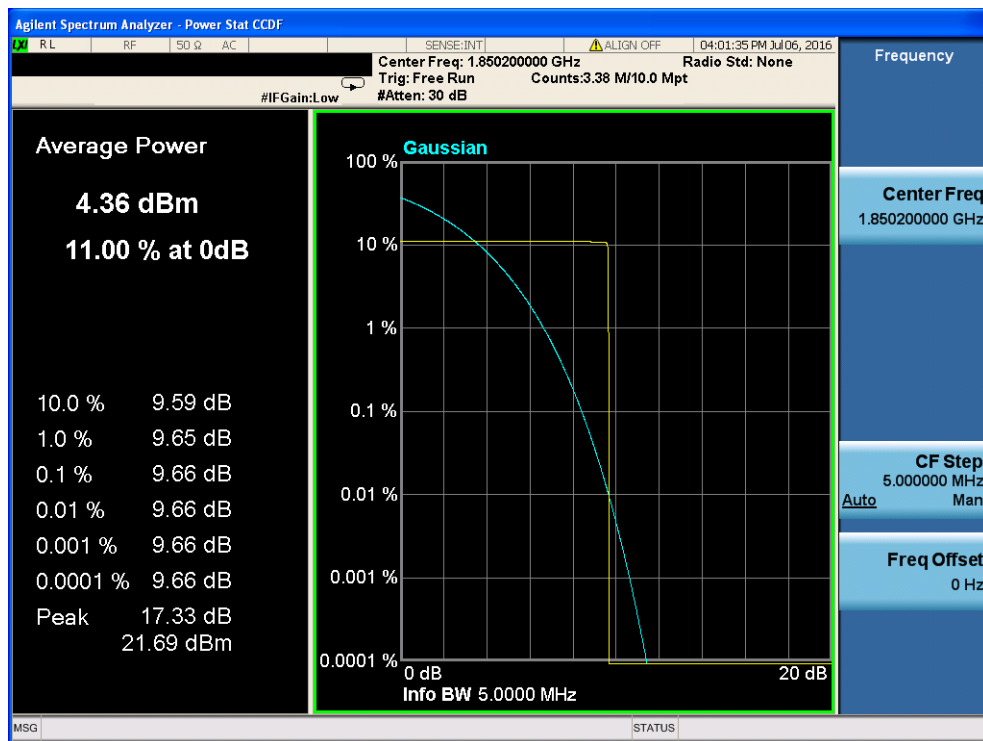 Agilent Spectrum Analyzer - Power Stat CCDF
LXI RL RF 50 Ω AC SENSE:INT ALIGN OFF 04:01:35 PM Jul 06, 2016
Center Freq: 1.850200000 GHz Radio Std: None
Trig: Free Run Counts:3.38 M/10.0 Mpt
#IFGain:Low #Atten: 30 dB
Average Power
4.36 dBm
11.00 % at 0dB
10.0 % 9.59 dB
1.0 % 9.65 dB
0.1 % 9.66 dB
0.01 % 9.66 dB
0.001 % 9.66 dB
0.0001 % 9.66 dB
Peak 17.33 dB
21.69 dBm
Gaussian
100 %
10 %
1 %
0.1 %
0.01 %
0.001 %
0.0001 %
0 dB 20 dB
Info BW 5.0000 MHz
Frequency
Center Freq
1.850200000 GHz
CF Step
5.000000 MHz
Auto Man
Freq Offset
0 Hz
MSG STATUS